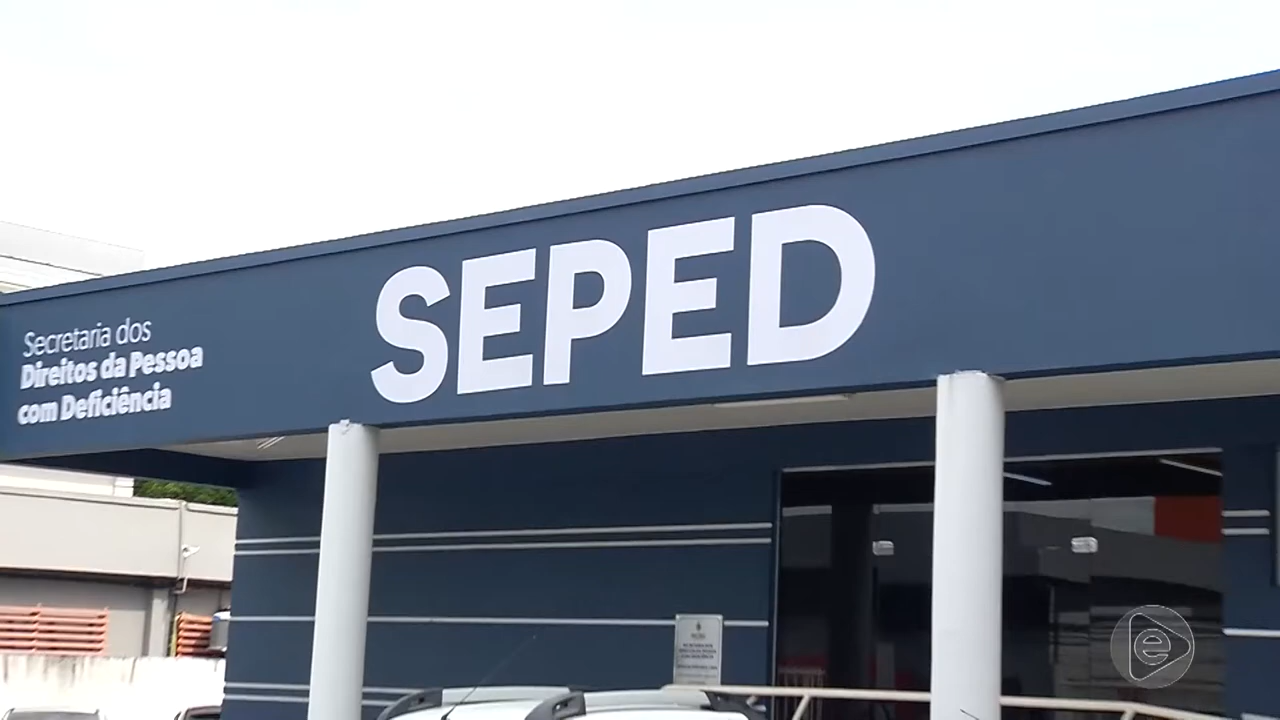 Secretaria dos
Direitos da Pessoa
com Deficiência
SEPED
e